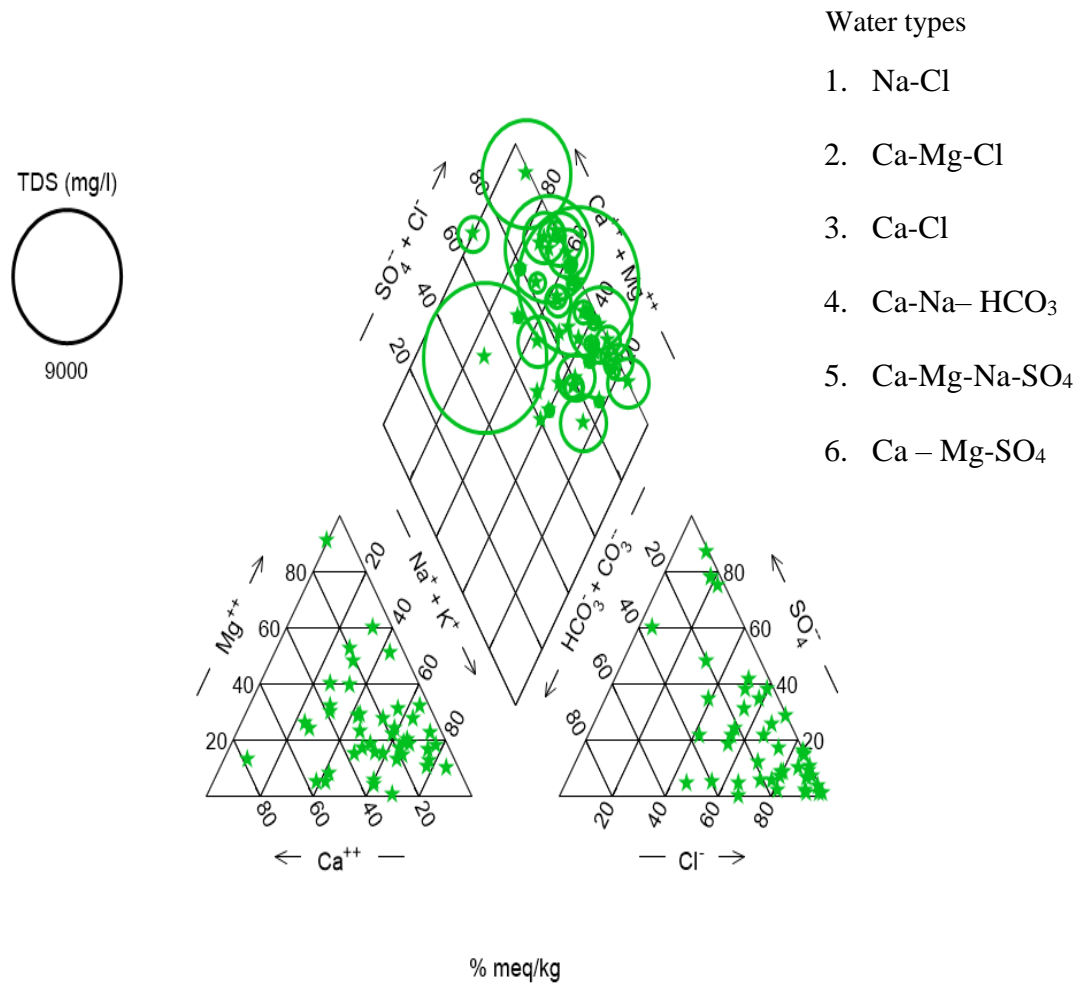 Water types
1. Na-Cl
2. Ca-Mg-Cl
3. Ca-Cl
4. Ca-Na– HCO₃
5. Ca-Mg-Na-SO₄
6. Ca – Mg-SO₄
TDS (mg/l)
9000
SO₄⁻⁻ + Cl⁻
Ca⁺⁺ + Mg⁺⁺
80
60
40
20
80
60
40
20
Na⁺ + K⁺
HCO₃⁻ + CO₃⁻⁻
Mg⁺⁺
80
60
40
20
20
40
60
80
80
60
40
20
Ca⁺⁺
SO₄⁻⁻
20
40
60
80
80
60
40
20
20
40
60
80
Cl⁻
% meq/kg